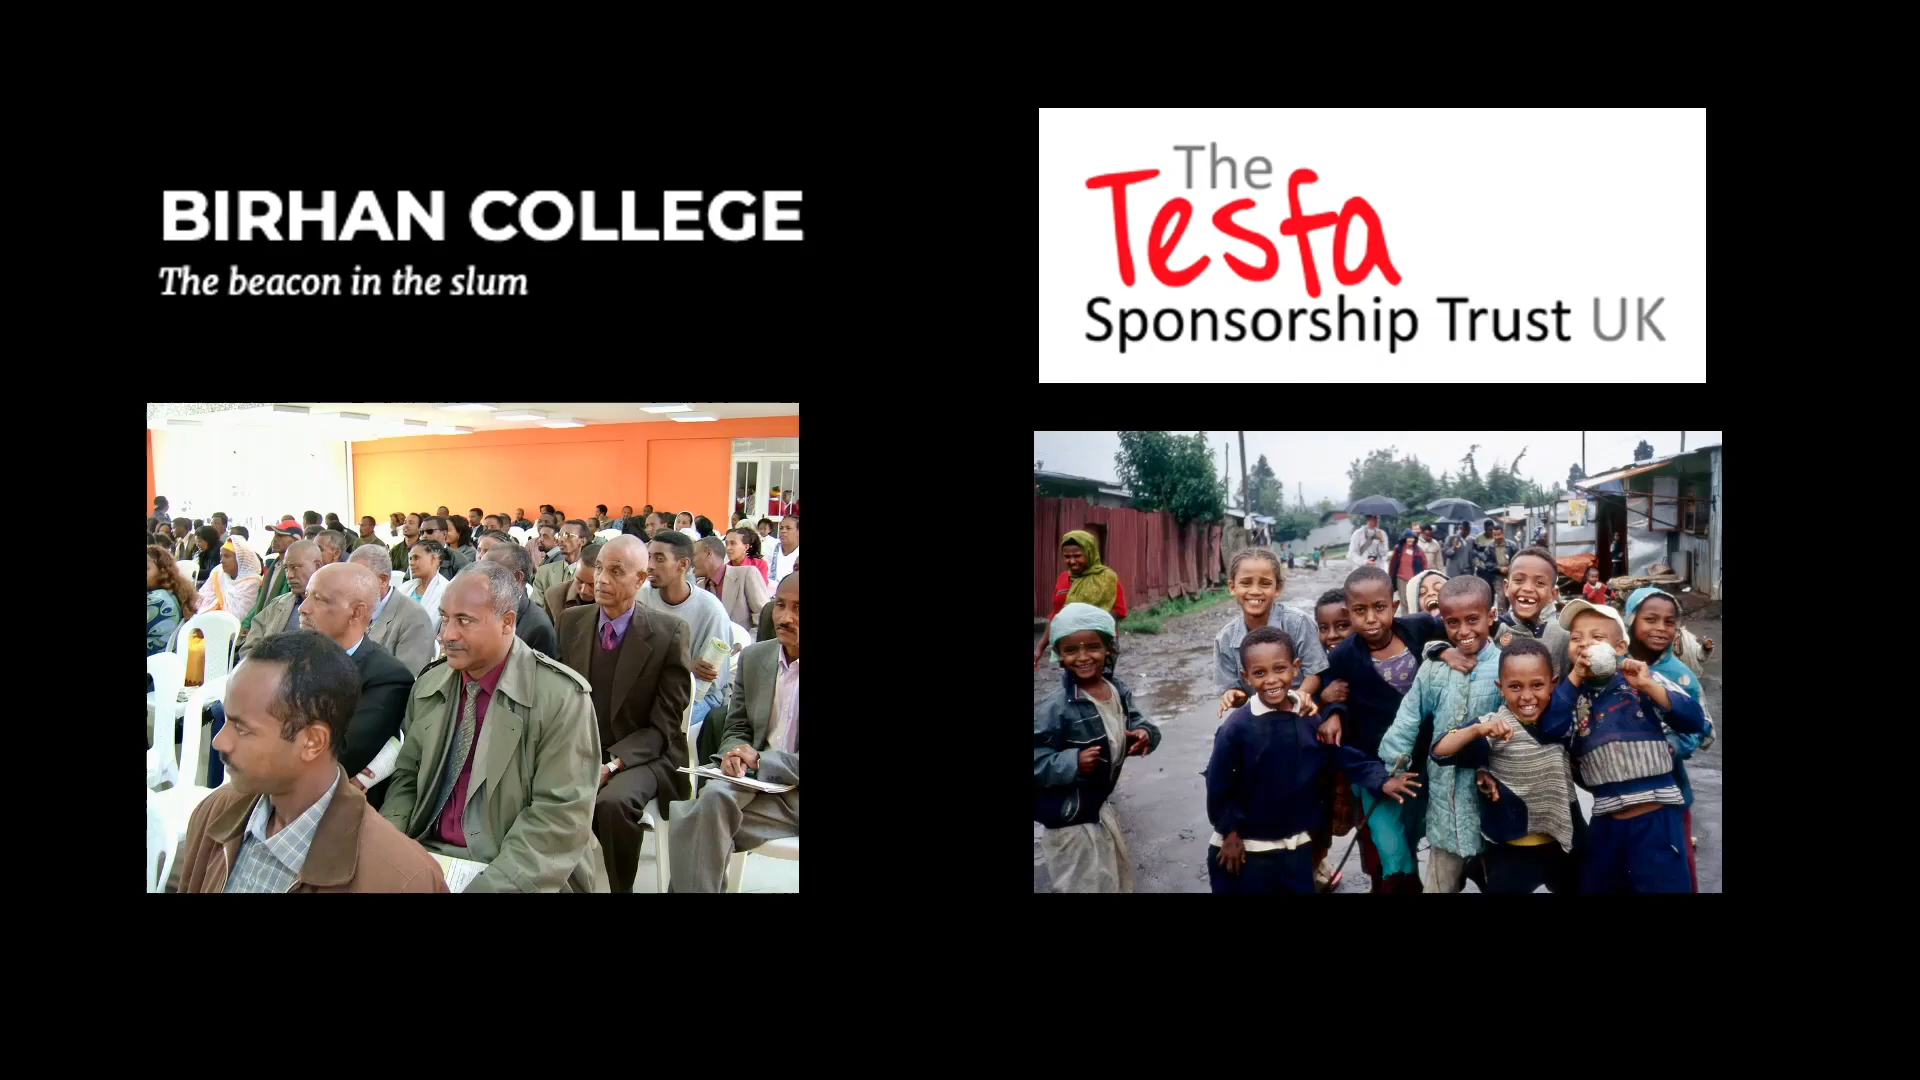 BIRHAN COLLEGE
The beacon in the slum
The
Tesfa
Sponsorship Trust UK